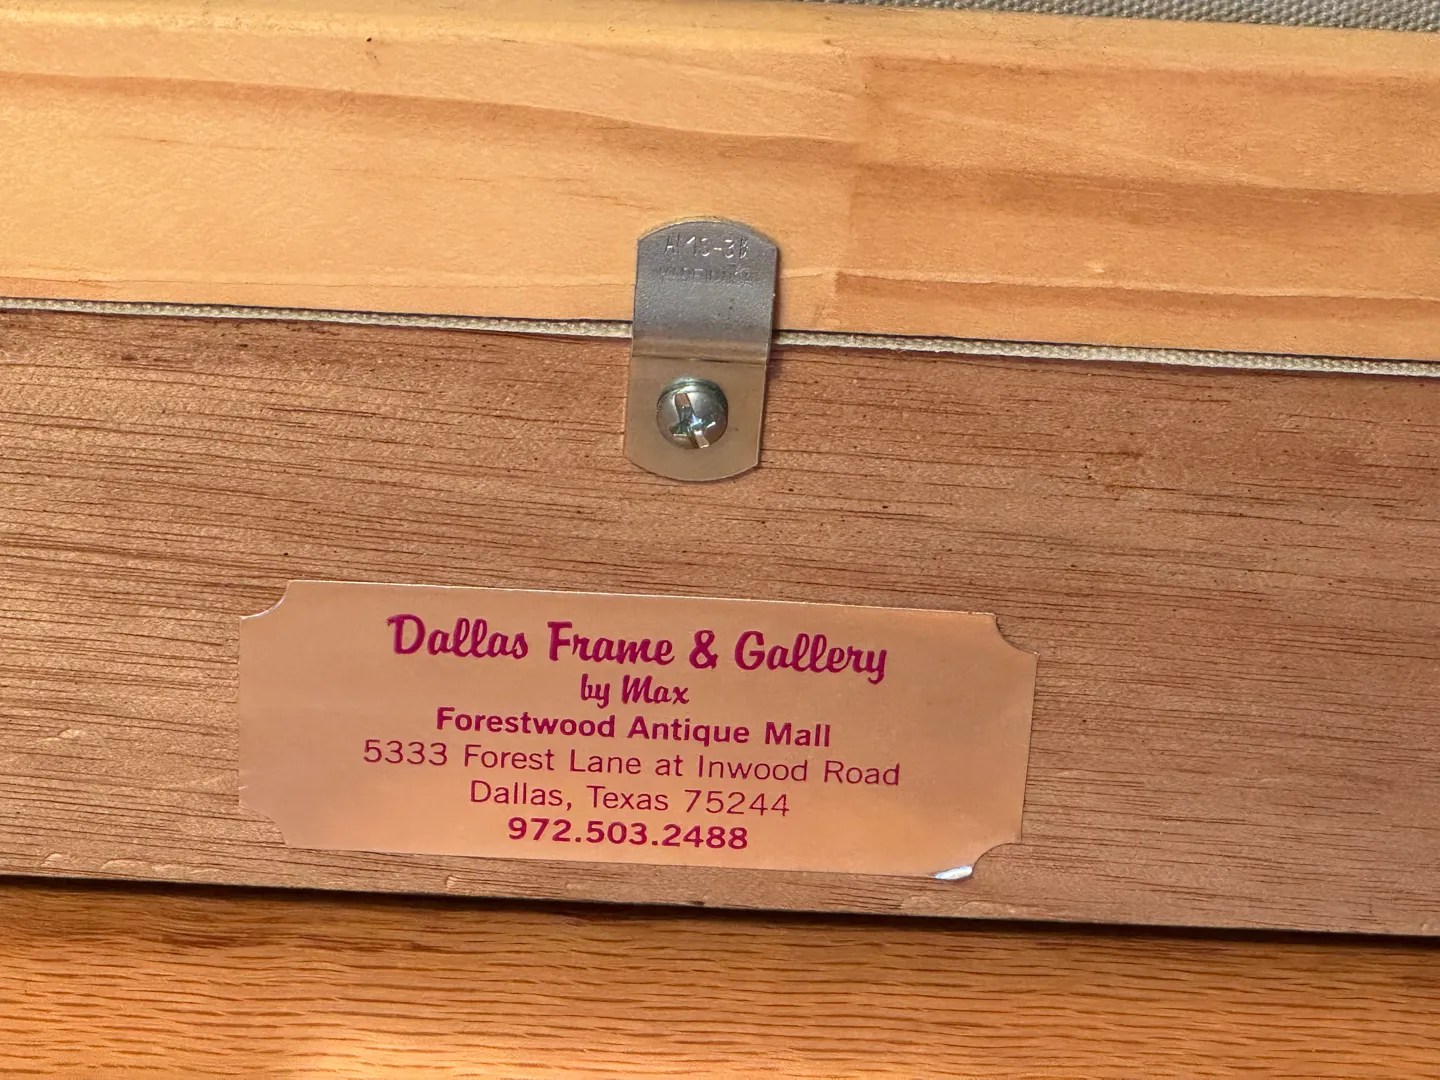 Dallas Frame & Gallery
by Max
Forestwood Antique Mall
5333 Forest Lane at Inwood Road
Dallas, Texas 75244
972.503.2488